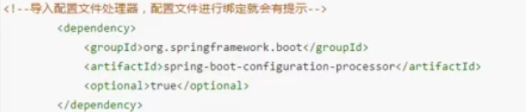 <!--导入配置文件处理器，配置文件进行绑定就会有提示-->
<dependency>
<groupId>org.springframework.boot</groupId>
<artifactId>spring-boot-configuration-processor</artifactId>
<optional>true</optional>
</dependency>